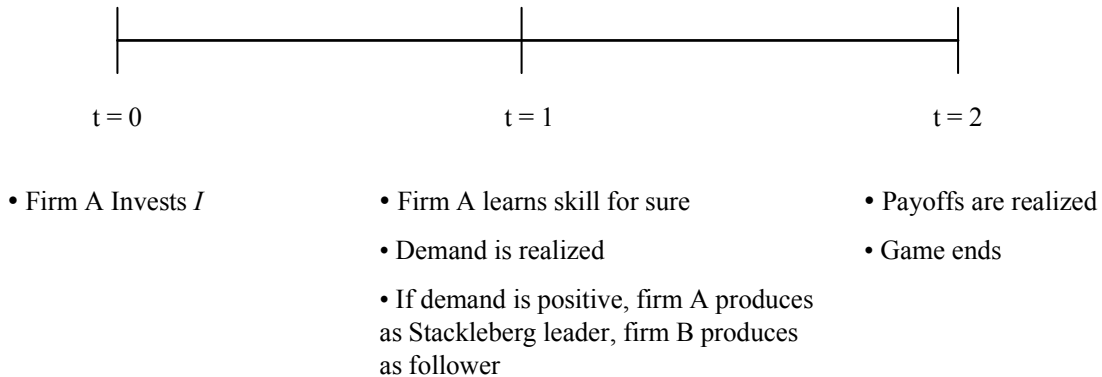 t = 0
t = 1
t = 2
• Firm A Invests I
• Firm A learns skill for sure
• Demand is realized
• If demand is positive, firm A produces
as Stackleberg leader, firm B produces
as follower
• Payoffs are realized
• Game ends